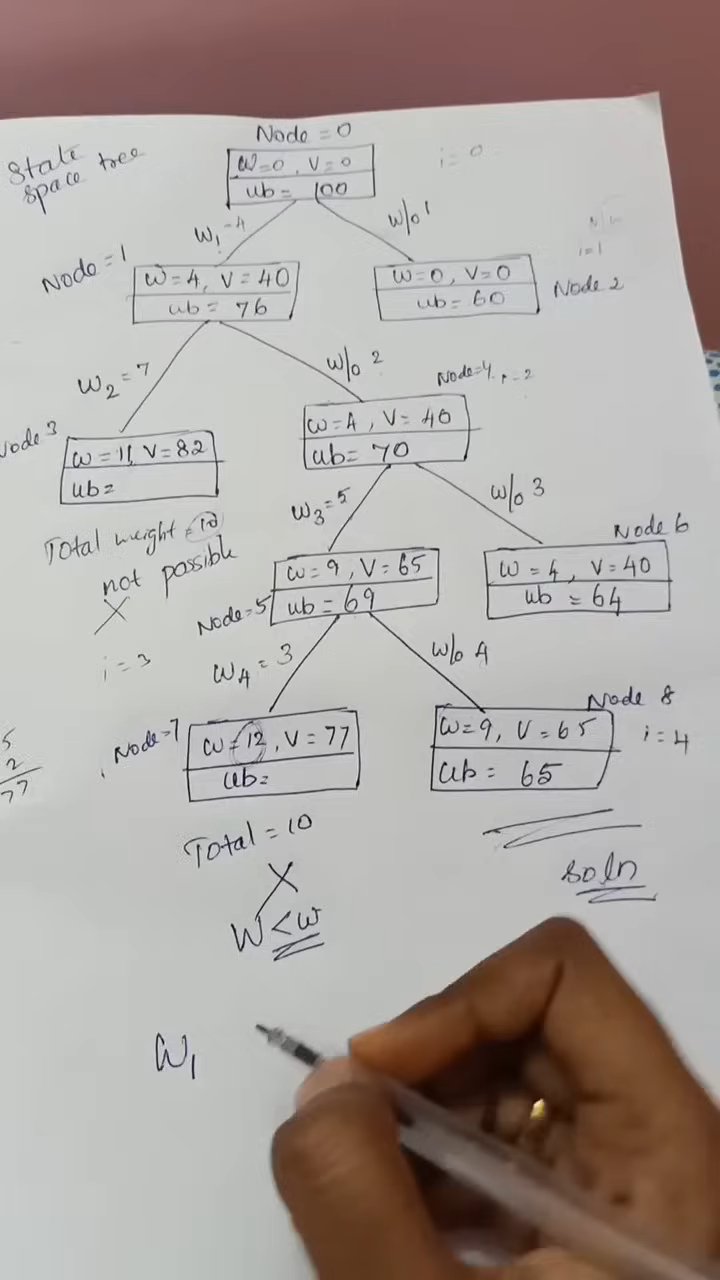 State
space tree
Node = 0
W=0, V=0
ub= 100
i=0
W1 -4
w/o 1
i=1
Node=1
W=4, V=40
ub= 76
W=0, V=0
ub=60
Node 2
W2=7
w/o 2
Node=4
Node 3
W=11, V=82
ub=
W=4, V=40
ub= 70
Total weight =10
not possible
X
W3=5
w/o 3
Node 6
Node=5
W=9, V=65
ub= 69
W=4, V=40
ub = 64
i=3
W4=3
w/o 4
Node 8
5
2
77
Node=7
W=12, V=77
ub=
W=9, V=65
ub= 65
i=4
Total=10
X
W<w
soln
W1